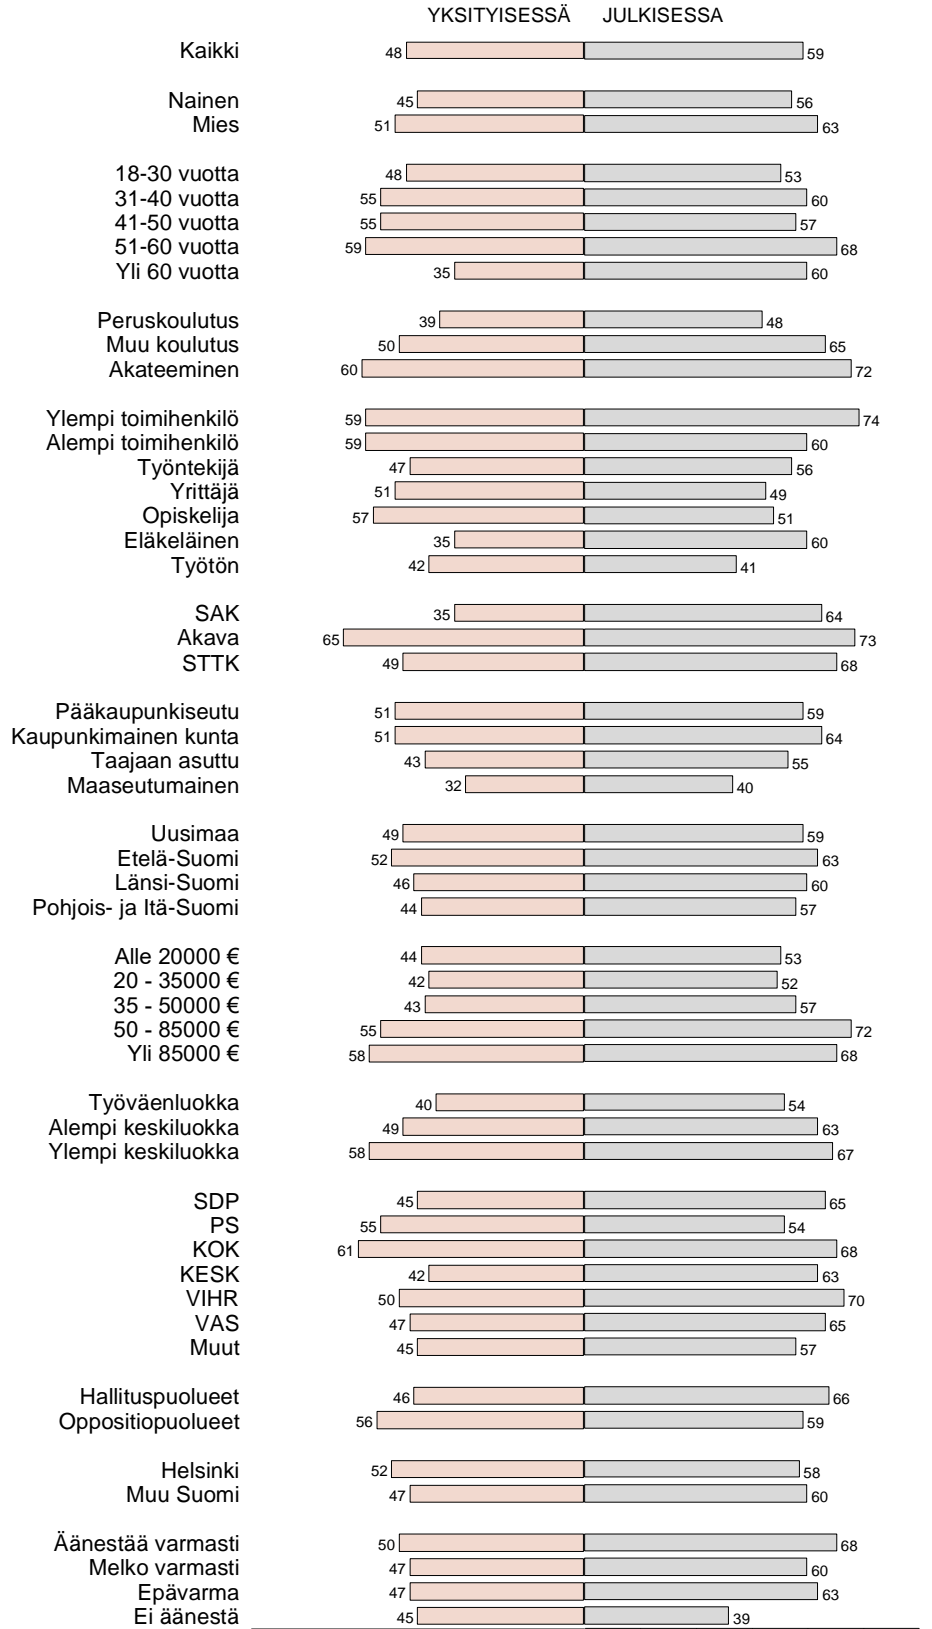 YKSITYISESSÄ JULKISESSA
Kaikki 48 59
Nainen 45 56
Mies 51 63
18-30 vuotta 48 53
31-40 vuotta 55 60
41-50 vuotta 55 57
51-60 vuotta 59 68
Yli 60 vuotta 35 60
Peruskoulutus 39 48
Muu koulutus 50 65
Akateeminen 60 72
Ylempi toimihenkilö 59 74
Alempi toimihenkilö 59 60
Työntekijä 47 56
Yrittäjä 51 49
Opiskelija 57 51
Eläkeläinen 35 60
Työtön 42 41
SAK 35 64
Akava 65 73
STTK 49 68
Pääkaupunkiseutu 51 59
Kaupunkimainen kunta 51 64
Taajaan asuttu 43 55
Maaseutumainen 32 40
Uusimaa 49 59
Etelä-Suomi 52 63
Länsi-Suomi 46 60
Pohjois- ja Itä-Suomi 44 57
Alle 20000 € 44 53
20 - 35000 € 42 52
35 - 50000 € 43 57
50 - 85000 € 55 72
Yli 85000 € 58 68
Työväenluokka 40 54
Alempi keskiluokka 49 63
Ylempi keskiluokka 58 67
SDP 45 65
PS 55 54
KOK 61 68
KESK 42 63
VIHR 50 70
VAS 47 65
Muut 45 57
Hallituspuolueet 46 66
Oppositiopuolueet 56 59
Helsinki 52 58
Muu Suomi 47 60
Äänestää varmasti 50 68
Melko varmasti 47 60
Epävarma 47 63
Ei äänestä 45 39